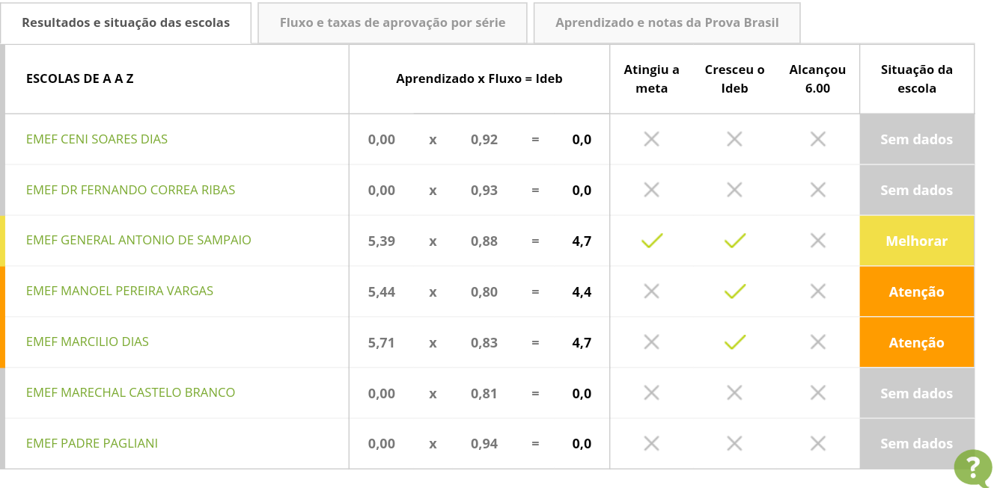 Resultados e situação das escolas Fluxo e taxas de aprovação por série Aprendizado e notas da Prova Brasil
ESCOLAS DE A A Z Aprendizado x Fluxo = Ideb Atingiu a meta Cresceu o Ideb Alcançou 6.00 Situação da escola
EMEF CENI SOARES DIAS 0,00 x 0,92 = 0,0 Sem dados
EMEF DR FERNANDO CORREA RIBAS 0,00 x 0,93 = 0,0 Sem dados
EMEF GENERAL ANTONIO DE SAMPAIO 5,39 x 0,88 = 4,7 Melhorar
EMEF MANOEL PEREIRA VARGAS 5,44 x 0,80 = 4,4 Atenção
EMEF MARCILIO DIAS 5,71 x 0,83 = 4,7 Atenção
EMEF MARECHAL CASTELO BRANCO 0,00 x 0,81 = 0,0 Sem dados
EMEF PADRE PAGLIANI 0,00 x 0,94 = 0,0 Sem dados
?